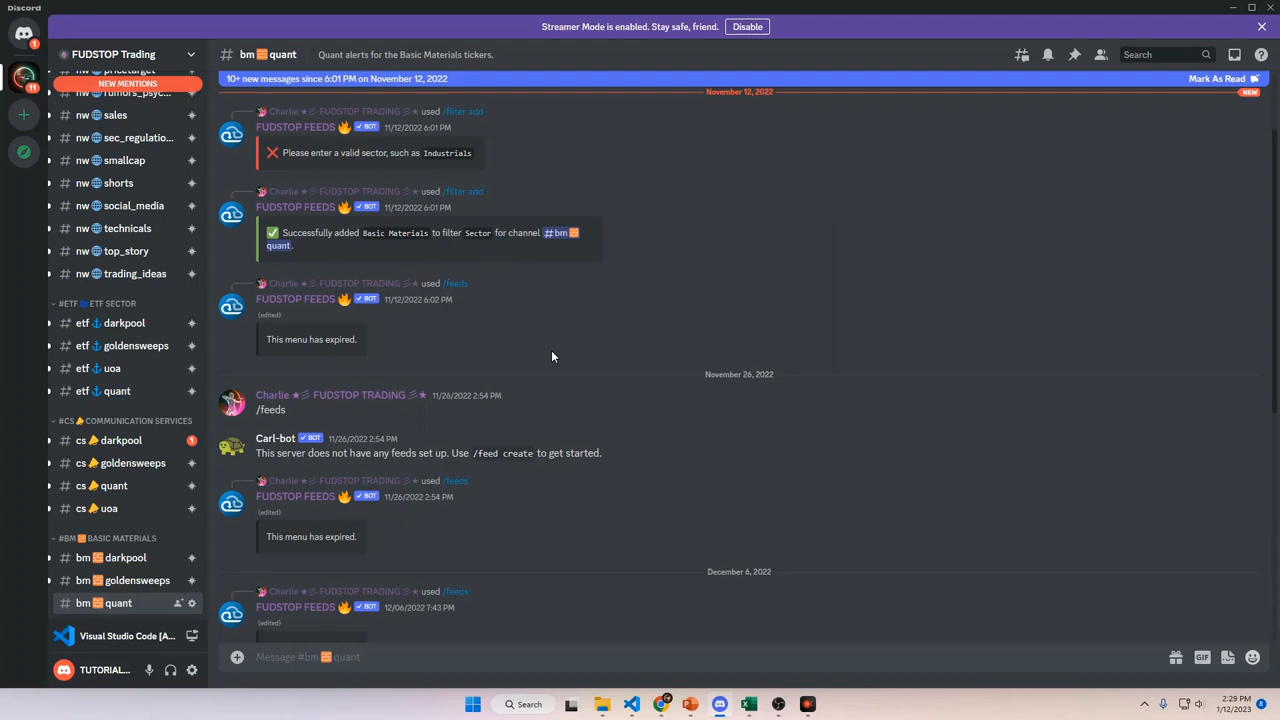 Discord
Streamer Mode is enabled. Stay safe, friend. Disable
1
FUDSTOP Trading
# bm quant Quant alerts for the Basic Materials tickers.
Search
10+ new messages since 6:01 PM on November 12, 2022 Mark As Read
11
NEW MENTIONS
nw rumors_psyc...
nw sales
nw sec_regulatio...
nw smallcap
nw shorts
nw social_media
nw technicals
nw top_story
nw trading_ideas
#ETF ETF SECTOR
etf darkpool
etf goldensweeps
etf uoa
etf quant
#CS COMMUNICATION SERVICES
cs darkpool 1
cs goldensweeps
cs quant
cs uoa
#BM BASIC MATERIALS
bm darkpool
bm goldensweeps
bm quant
Visual Studio Code [A...
TUTORIAL...
November 12, 2022 NEW
Charlie ★彡 FUDSTOP TRADING 彡★ used /filter add
FUDSTOP FEEDS BOT 11/12/2022 6:01 PM
Please enter a valid sector, such as Industrials
Charlie ★彡 FUDSTOP TRADING 彡★ used /filter add
FUDSTOP FEEDS BOT 11/12/2022 6:01 PM
Successfully added Basic Materials to filter Sector for channel #bm
quant.
Charlie ★彡 FUDSTOP TRADING 彡★ used /feeds
FUDSTOP FEEDS BOT 11/12/2022 6:02 PM
(edited)
This menu has expired.
November 26, 2022
Charlie ★彡 FUDSTOP TRADING 彡★ 11/26/2022 2:54 PM
/feeds
Carl-bot BOT 11/26/2022 2:54 PM
This server does not have any feeds set up. Use /feed create to get started.
Charlie ★彡 FUDSTOP TRADING 彡★ used /feeds
FUDSTOP FEEDS BOT 11/26/2022 2:54 PM
(edited)
This menu has expired.
December 6, 2022
Charlie ★彡 FUDSTOP TRADING 彡★ used /feeds
FUDSTOP FEEDS BOT 12/06/2022 7:43 PM
(edited)
Message #bm quant
GIF
Search
2:29 PM
1/12/2023
8